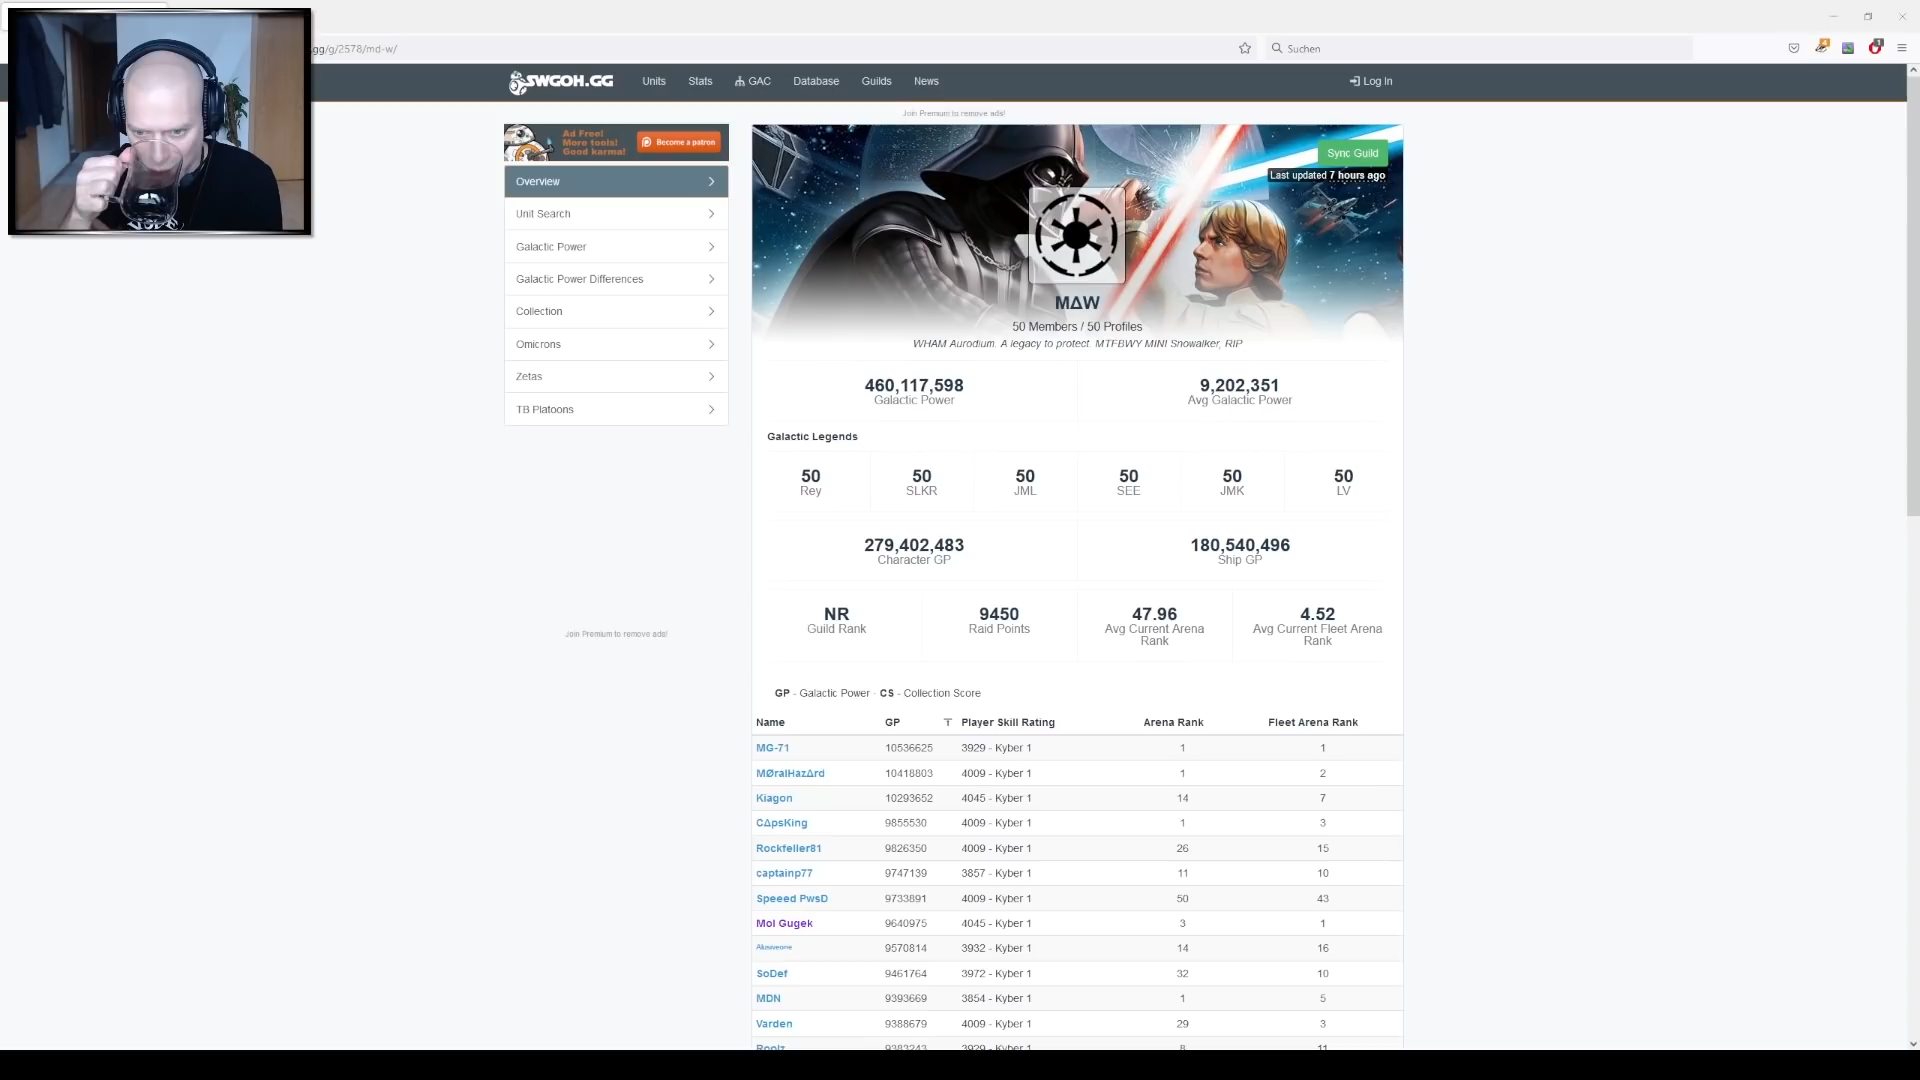 gg/g/2578/md-w/
Suchen
4
1
SWGOH.GG
Units
Stats
GAC
Database
Guilds
News
Log In
Join Premium to remove ads!
Ad Free!
More tools!
Good karma!
Become a patron
Overview
Unit Search
Galactic Power
Galactic Power Differences
Collection
Omicrons
Zetas
TB Platoons
Join Premium to remove ads!
Sync Guild
Last updated 7 hours ago
MΔW
50 Members / 50 Profiles
WHAM Aurodium. A legacy to protect. MTFBWY MINI Snowalker, RIP
460,117,598 9,202,351
Galactic Power Avg Galactic Power
Galactic Legends
50 50 50 50 50 50
Rey SLKR JML SEE JMK LV
279,402,483 180,540,496
Character GP Ship GP
NR 9450 47.96 4.52
Guild Rank Raid Points Avg Current Arena Rank Avg Current Fleet Arena Rank
GP - Galactic Power · CS - Collection Score
Name GP Player Skill Rating Arena Rank Fleet Arena Rank
MG-71 10536625 3929 - Kyber 1 1 1
MØralHazΔrd 10418803 4009 - Kyber 1 1 2
Kiagon 10293652 4045 - Kyber 1 14 7
CΔpsKing 9855530 4009 - Kyber 1 1 3
Rockfeller81 9826350 4009 - Kyber 1 26 15
captainp77 9747139 3857 - Kyber 1 11 10
Speeed PwsD 9733891 4009 - Kyber 1 50 43
Mol Gugek 9640975 4045 - Kyber 1 3 1
9570814 3932 - Kyber 1 14 16
SoDef 9461764 3972 - Kyber 1 32 10
MDN 9393669 3854 - Kyber 1 1 5
Varden 9388679 4009 - Kyber 1 29 3
9383243 3929 - Kyber 1 8 11